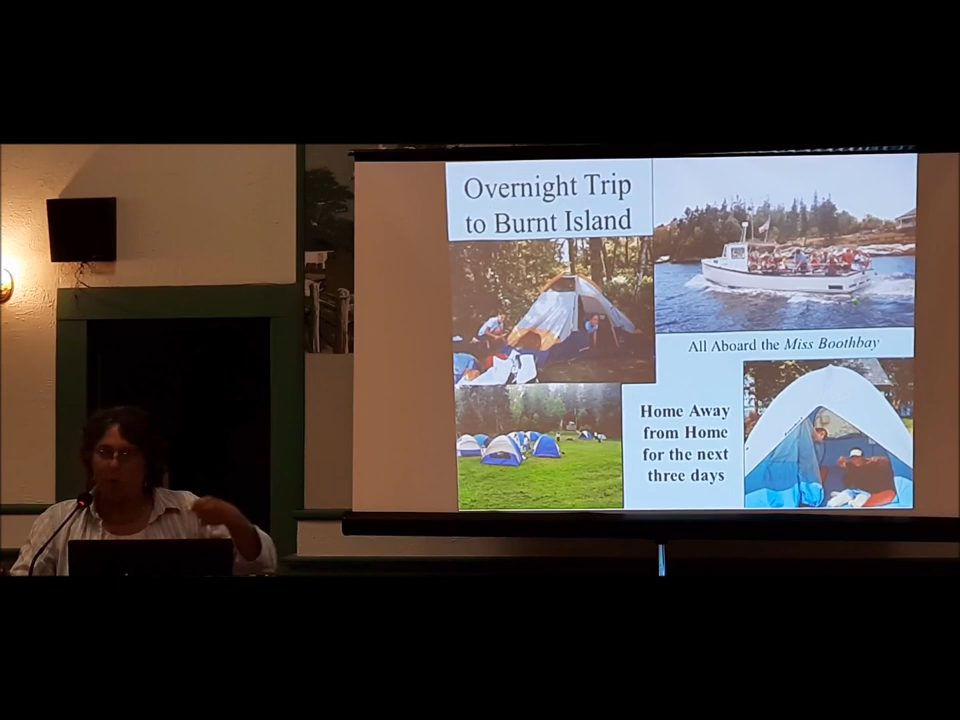 Overnight Trip
to Burnt Island
All Aboard the Miss Boothbay
Home Away
from Home
for the next
three days